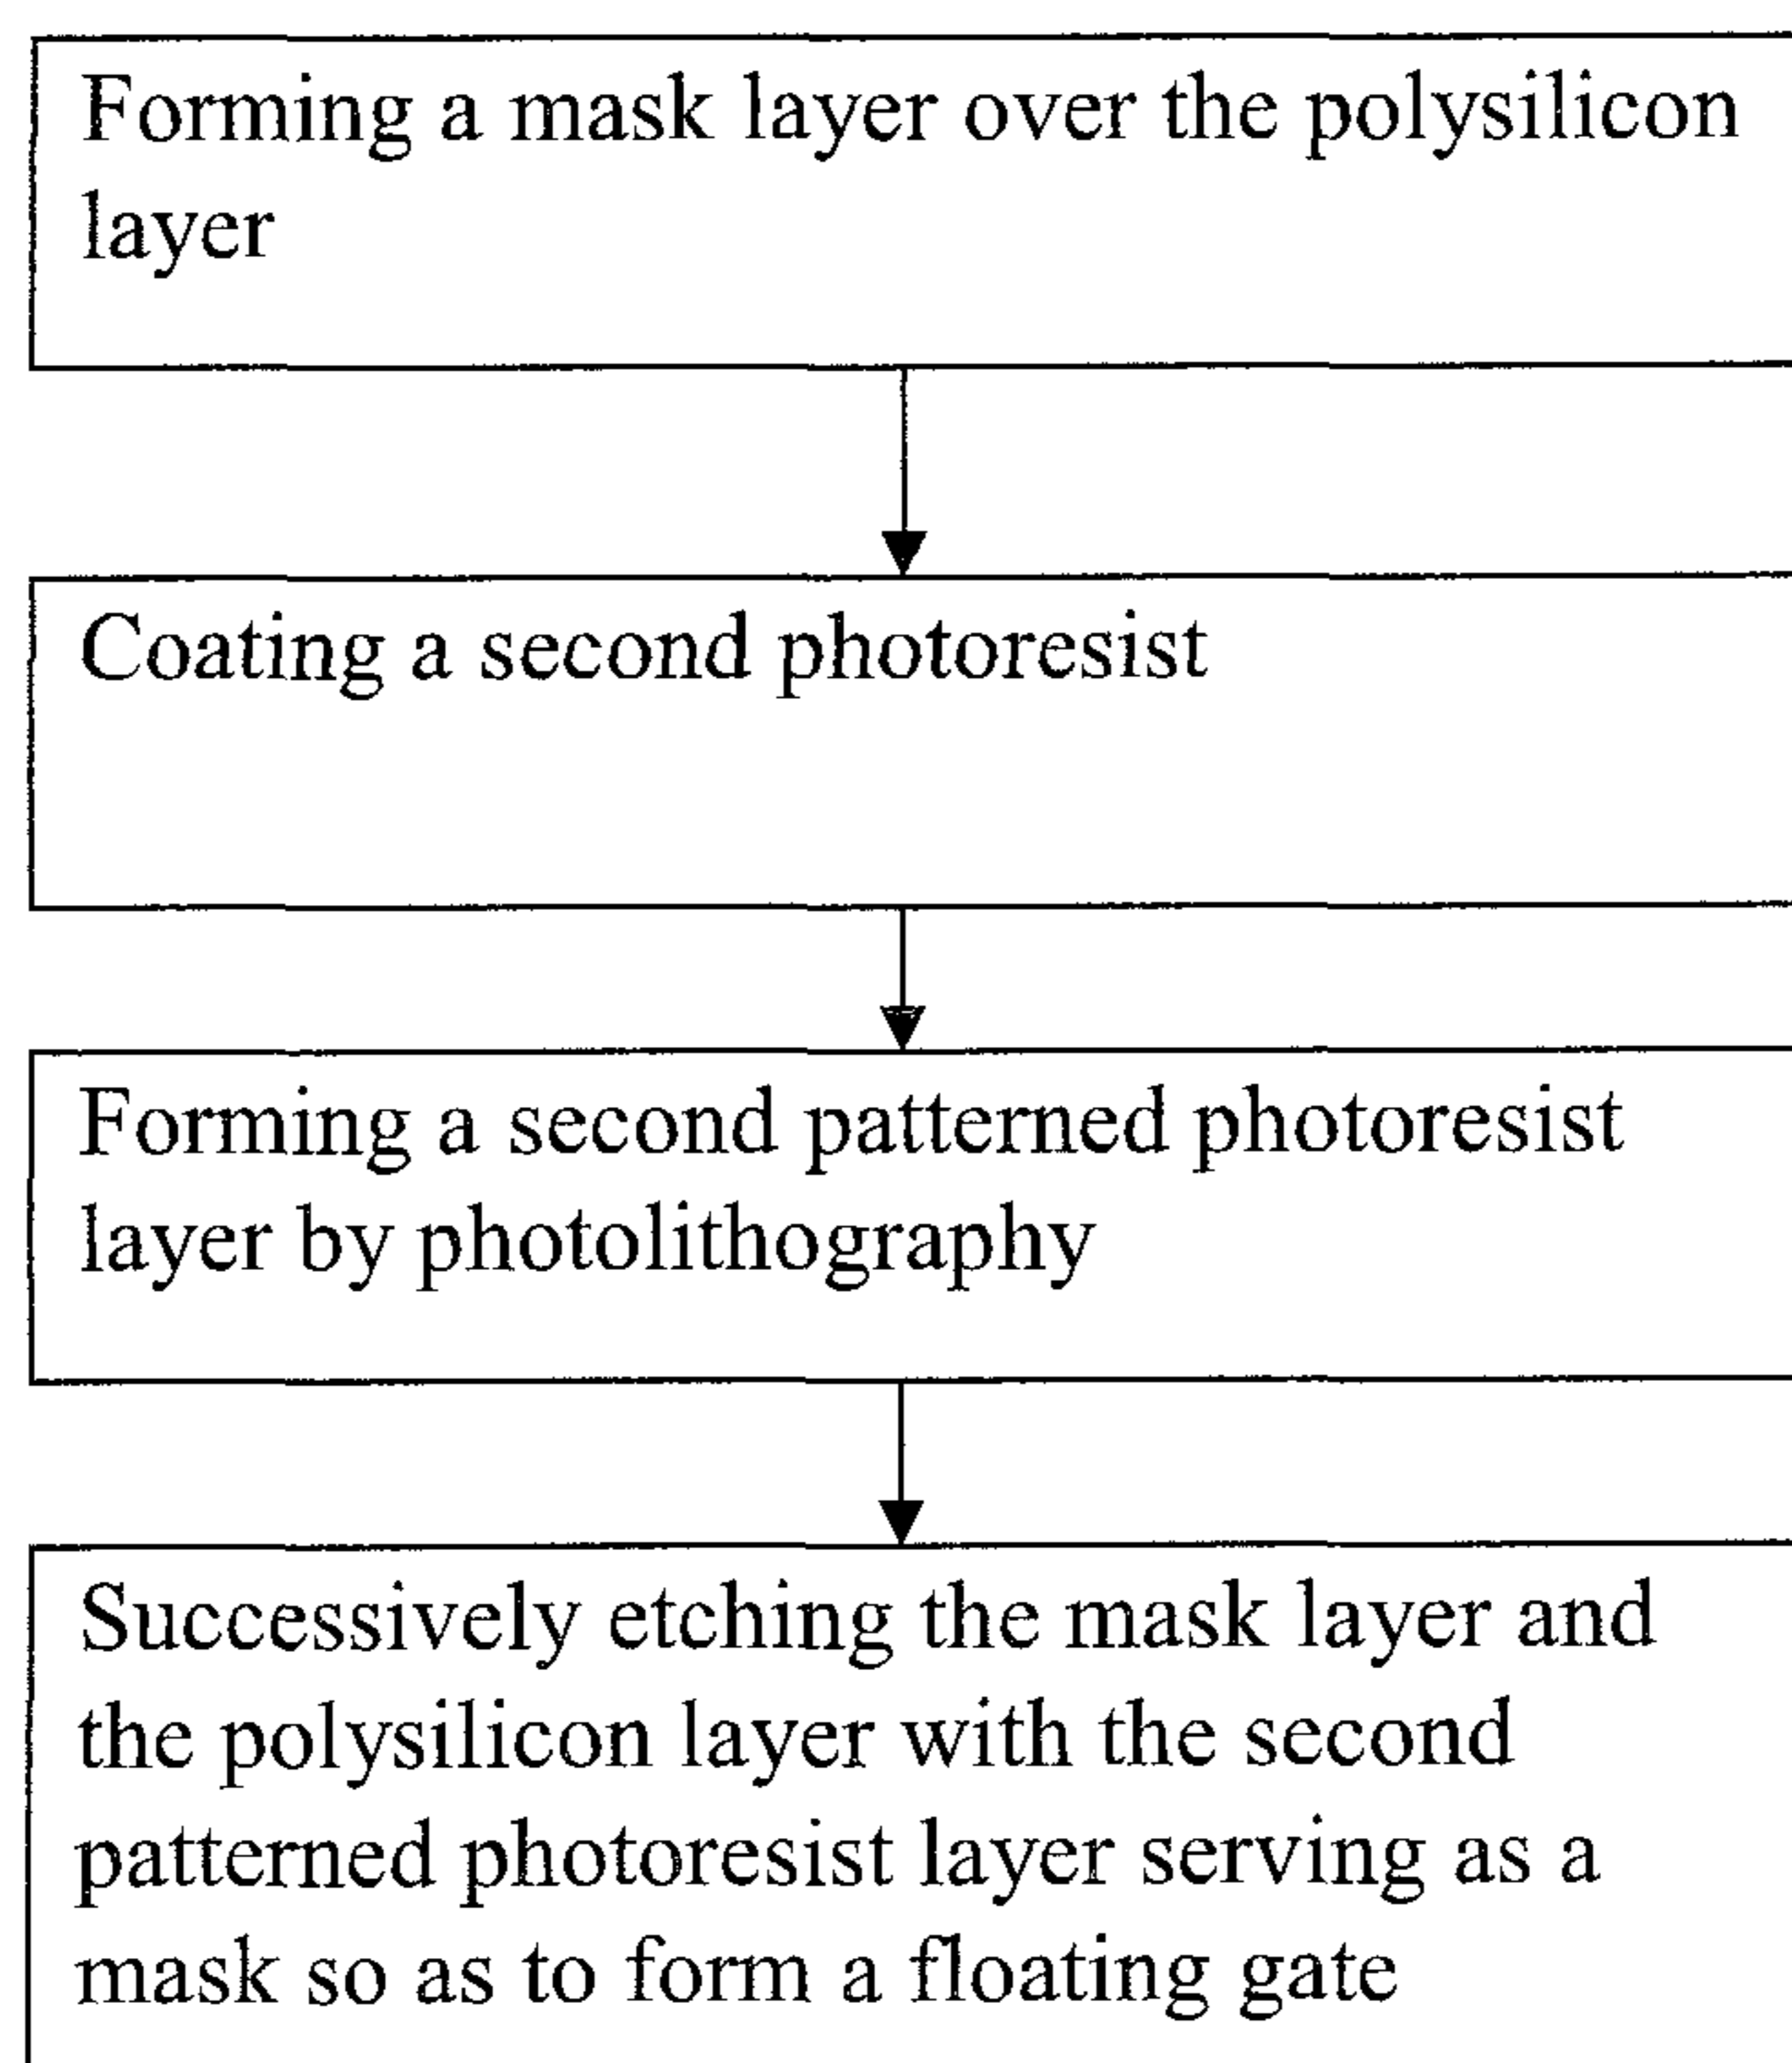 Forming a mask layer over the polysilicon
layer
Coating a second photoresist
Forming a second patterned photoresist
layer by photolithography
Successively etching the mask layer and
the polysilicon layer with the second
patterned photoresist layer serving as a
mask so as to form a floating gate